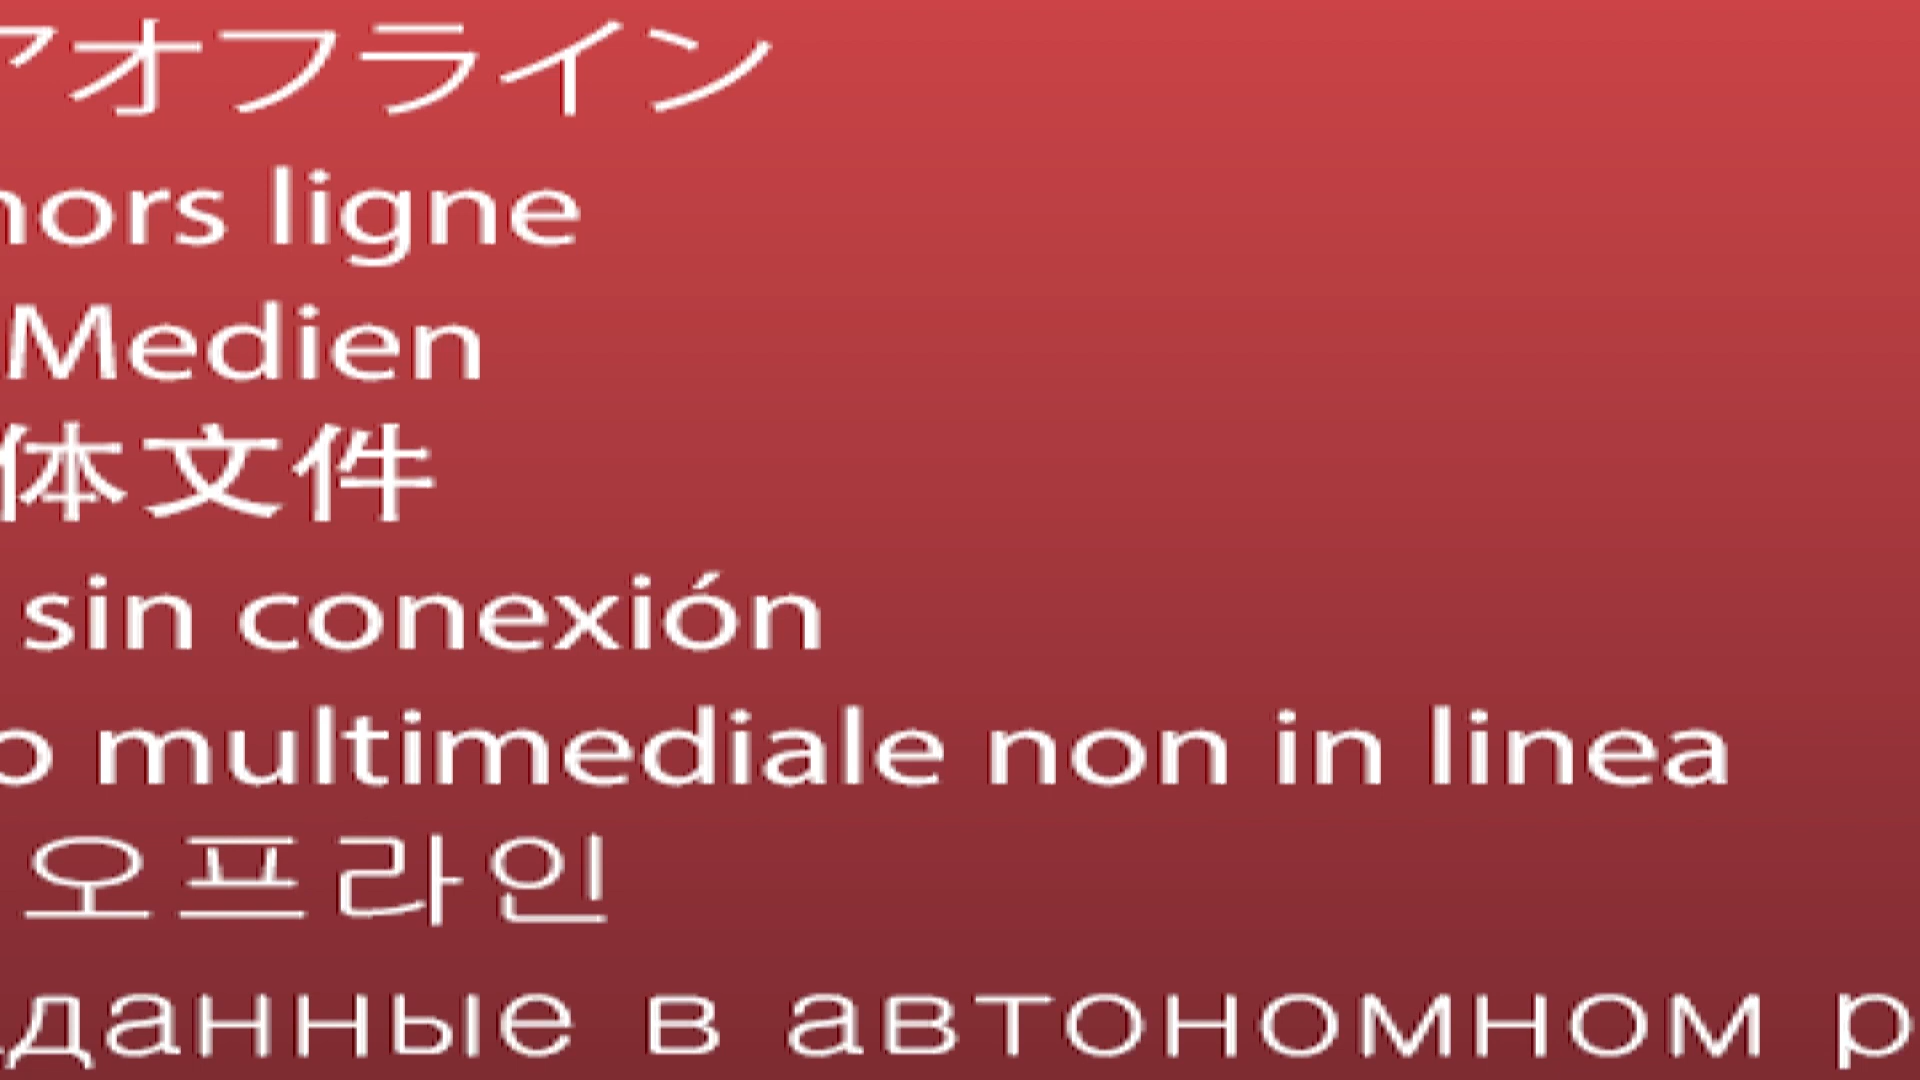 アオフライン
hors ligne
Medien
体文件
sin conexión
o multimediale non in linea
오프라인
данные в автономном р